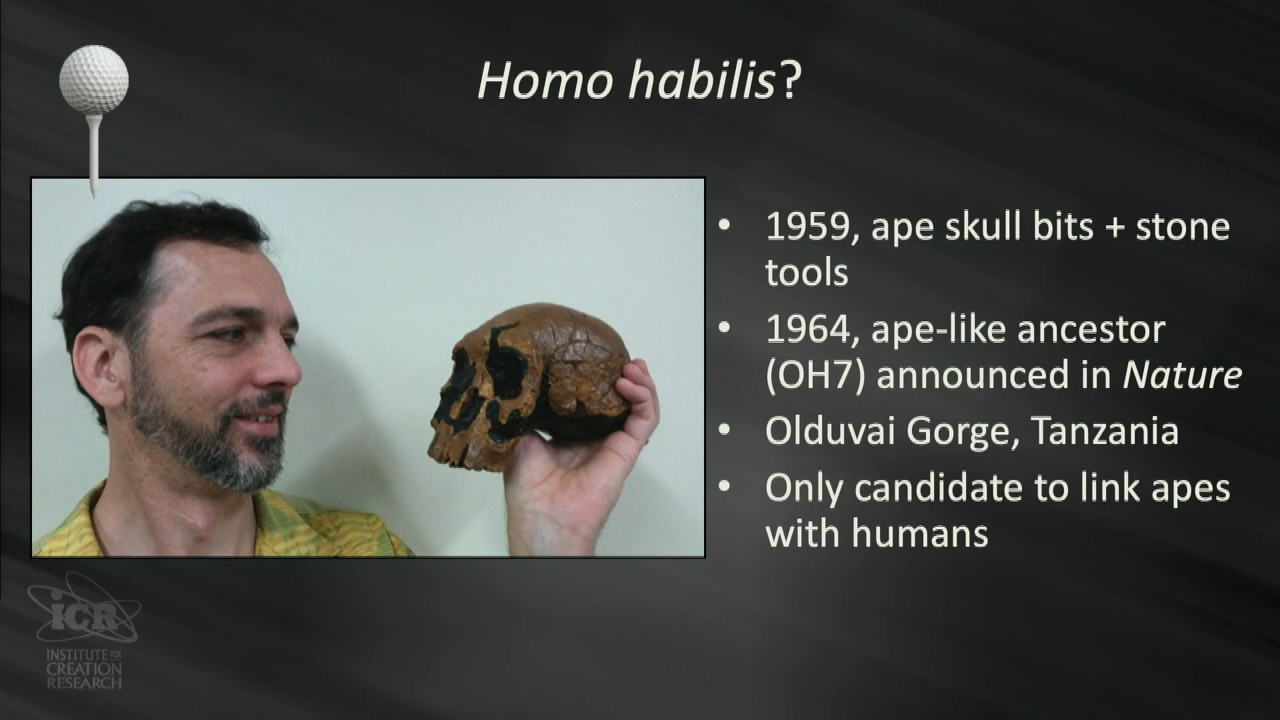 Homo habilis?
• 1959, ape skull bits + stone
tools
• 1964, ape-like ancestor
(OH7) announced in Nature
• Olduvai Gorge, Tanzania
• Only candidate to link apes
with humans
iCR
INSTITUTE FOR
CREATION
RESEARCH